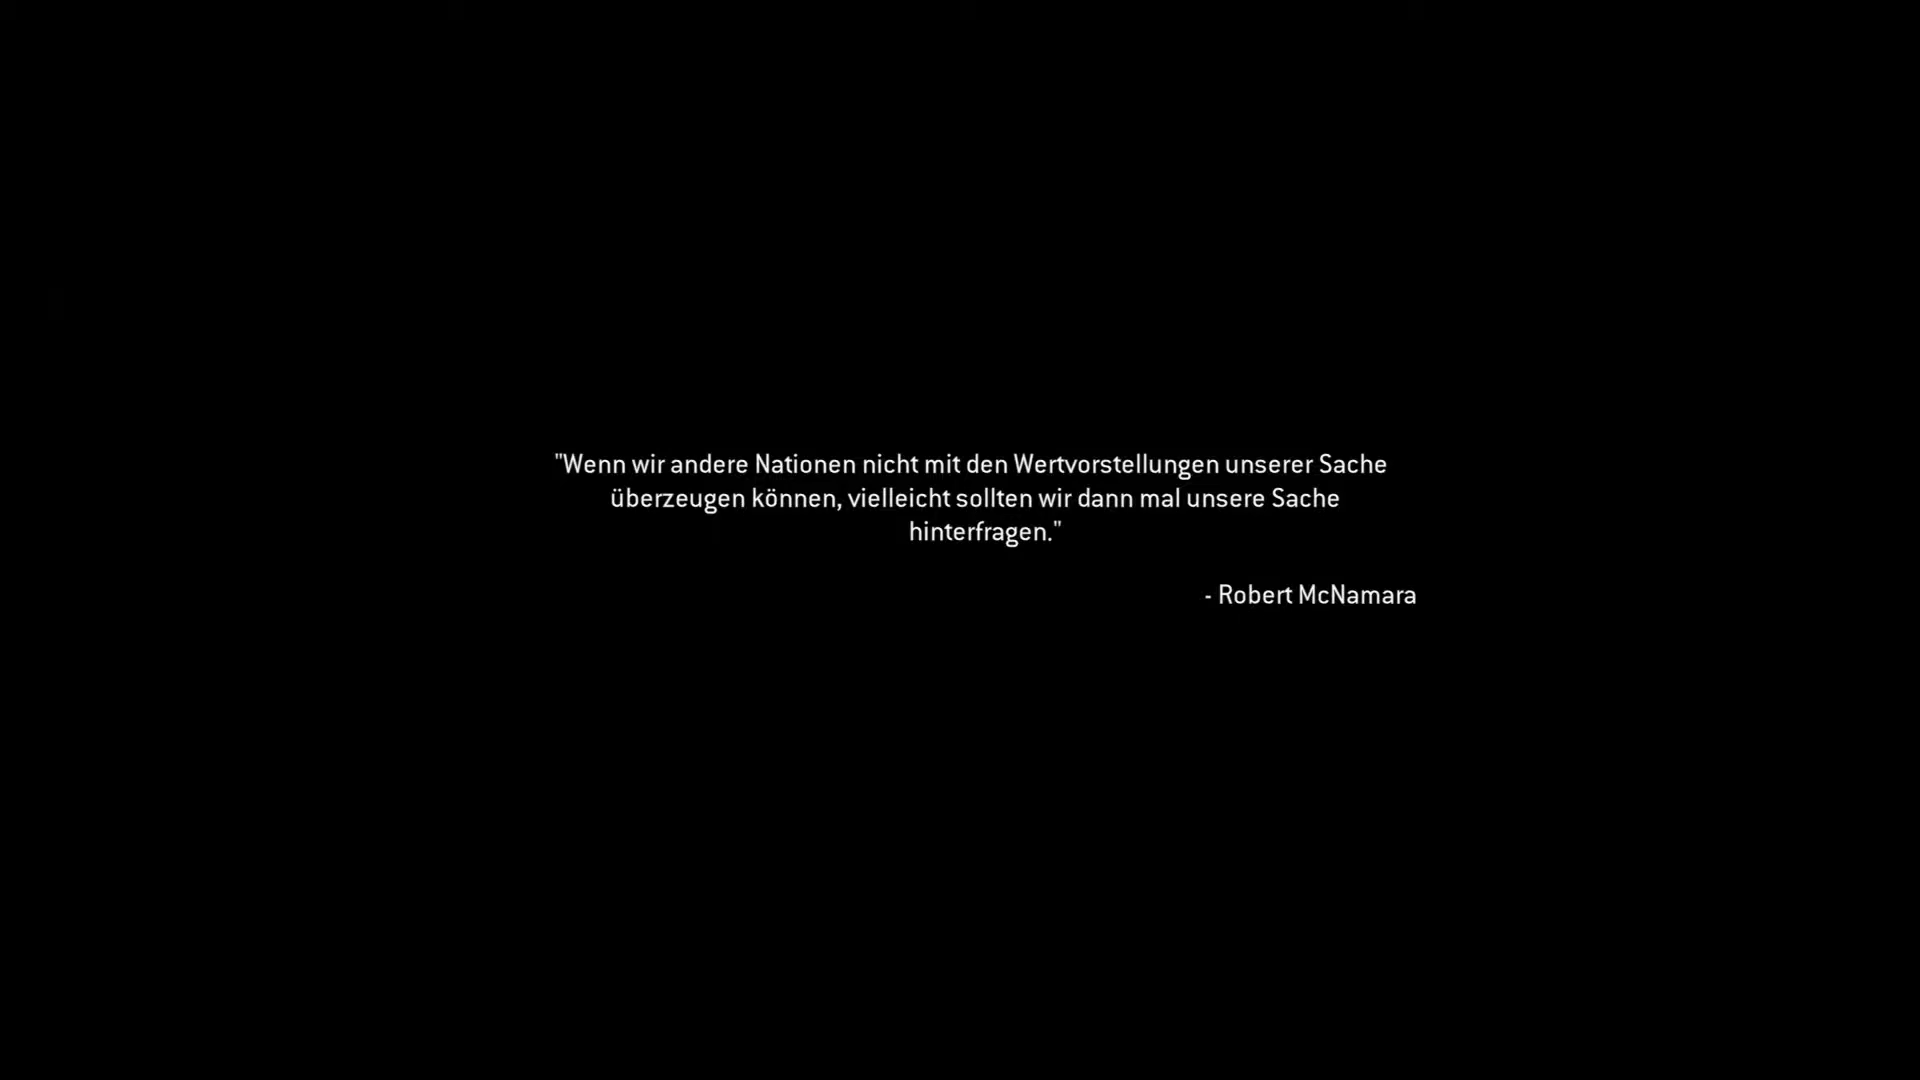 "Wenn wir andere Nationen nicht mit den Wertvorstellungen unserer Sache
überzeugen können, vielleicht sollten wir dann mal unsere Sache
hinterfragen."
- Robert McNamara